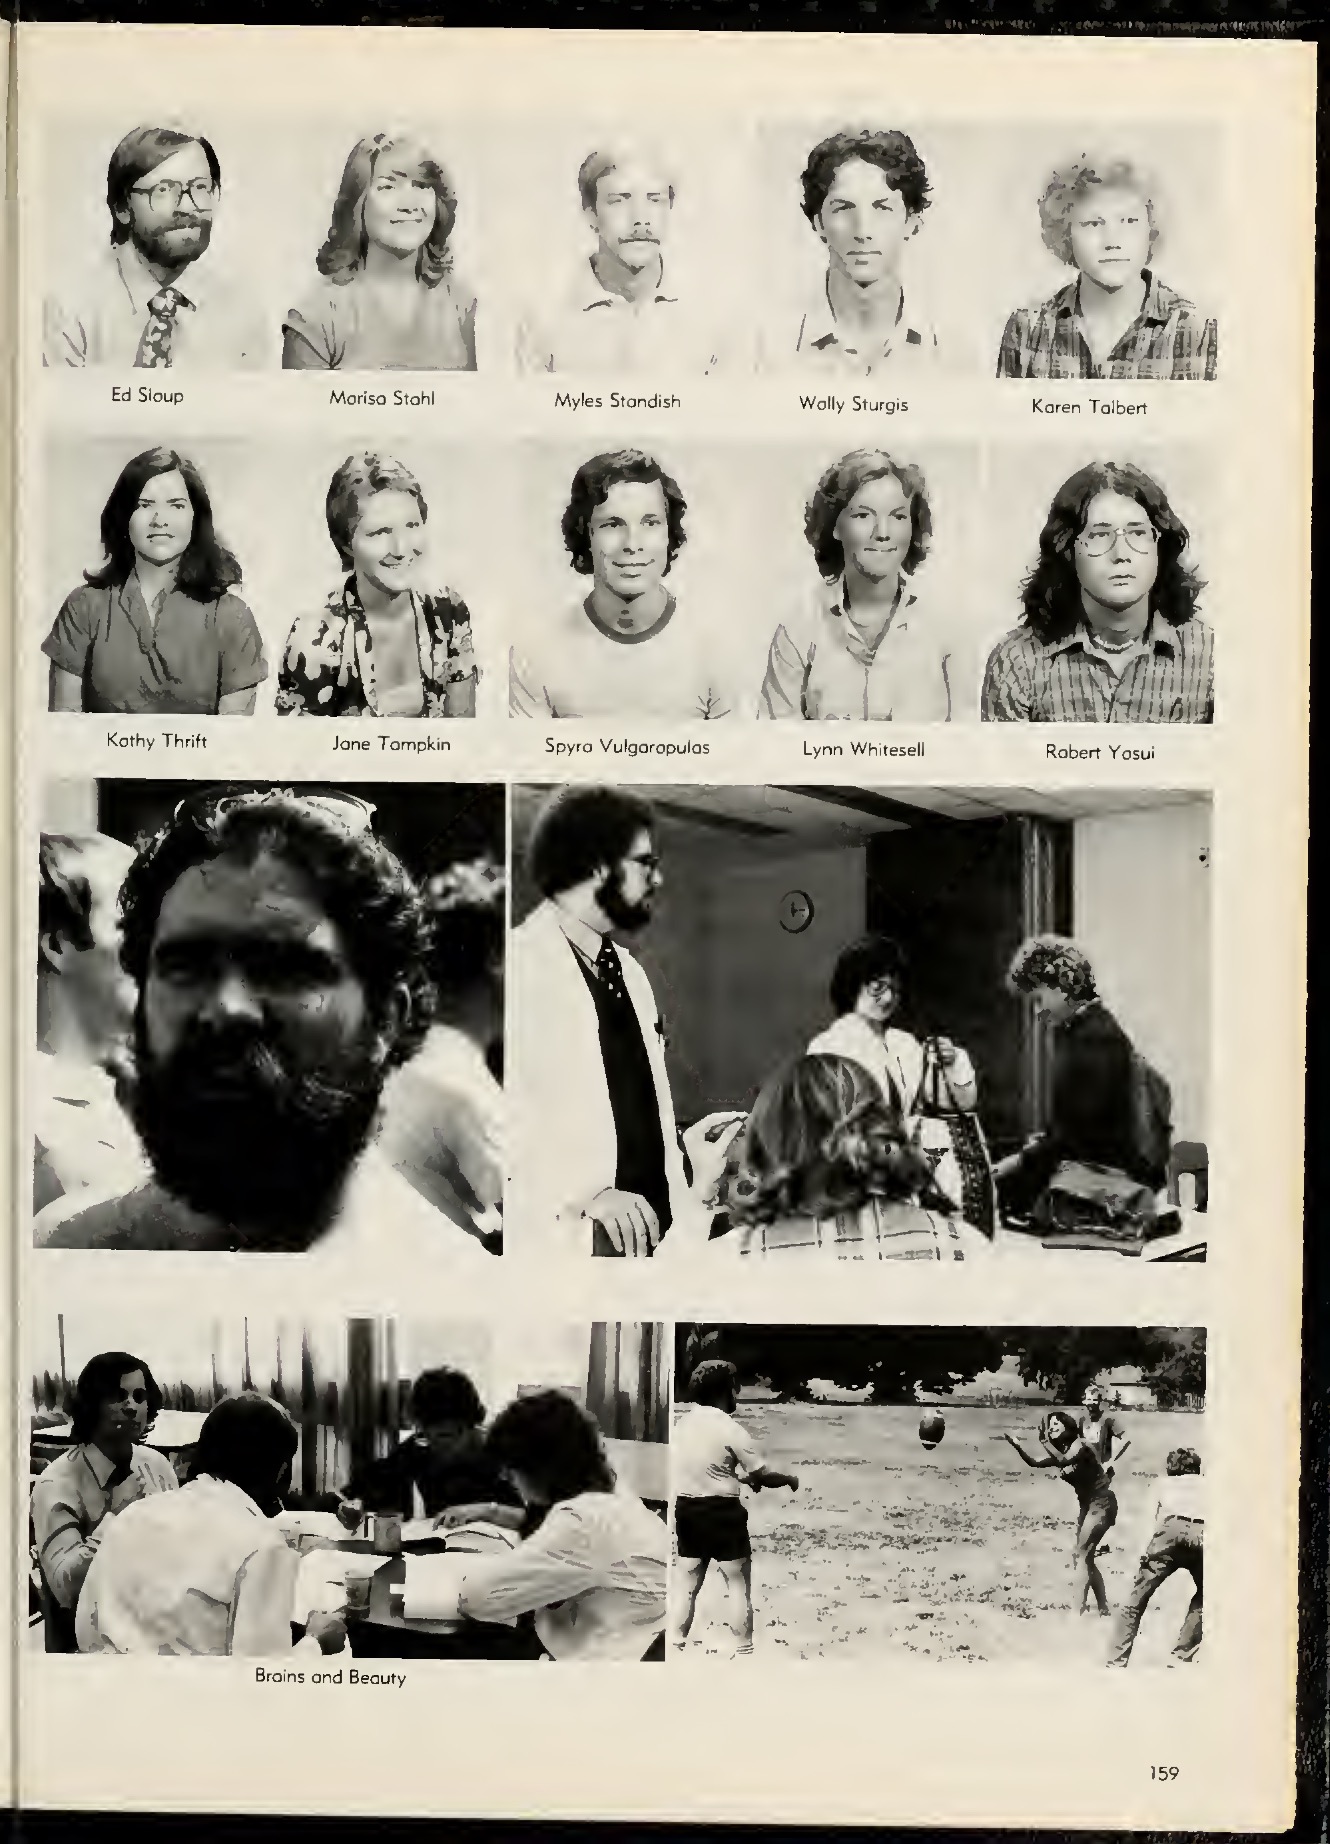 Ed Sloup
Marisa Stahl
Myles Standish
Wally Sturgis
Karen Talbert
Kathy Thrift
Jane Tompkin
Spyro Vulgaropulos
Lynn Whitesell
Robert Yosui
Brains and Beauty
159